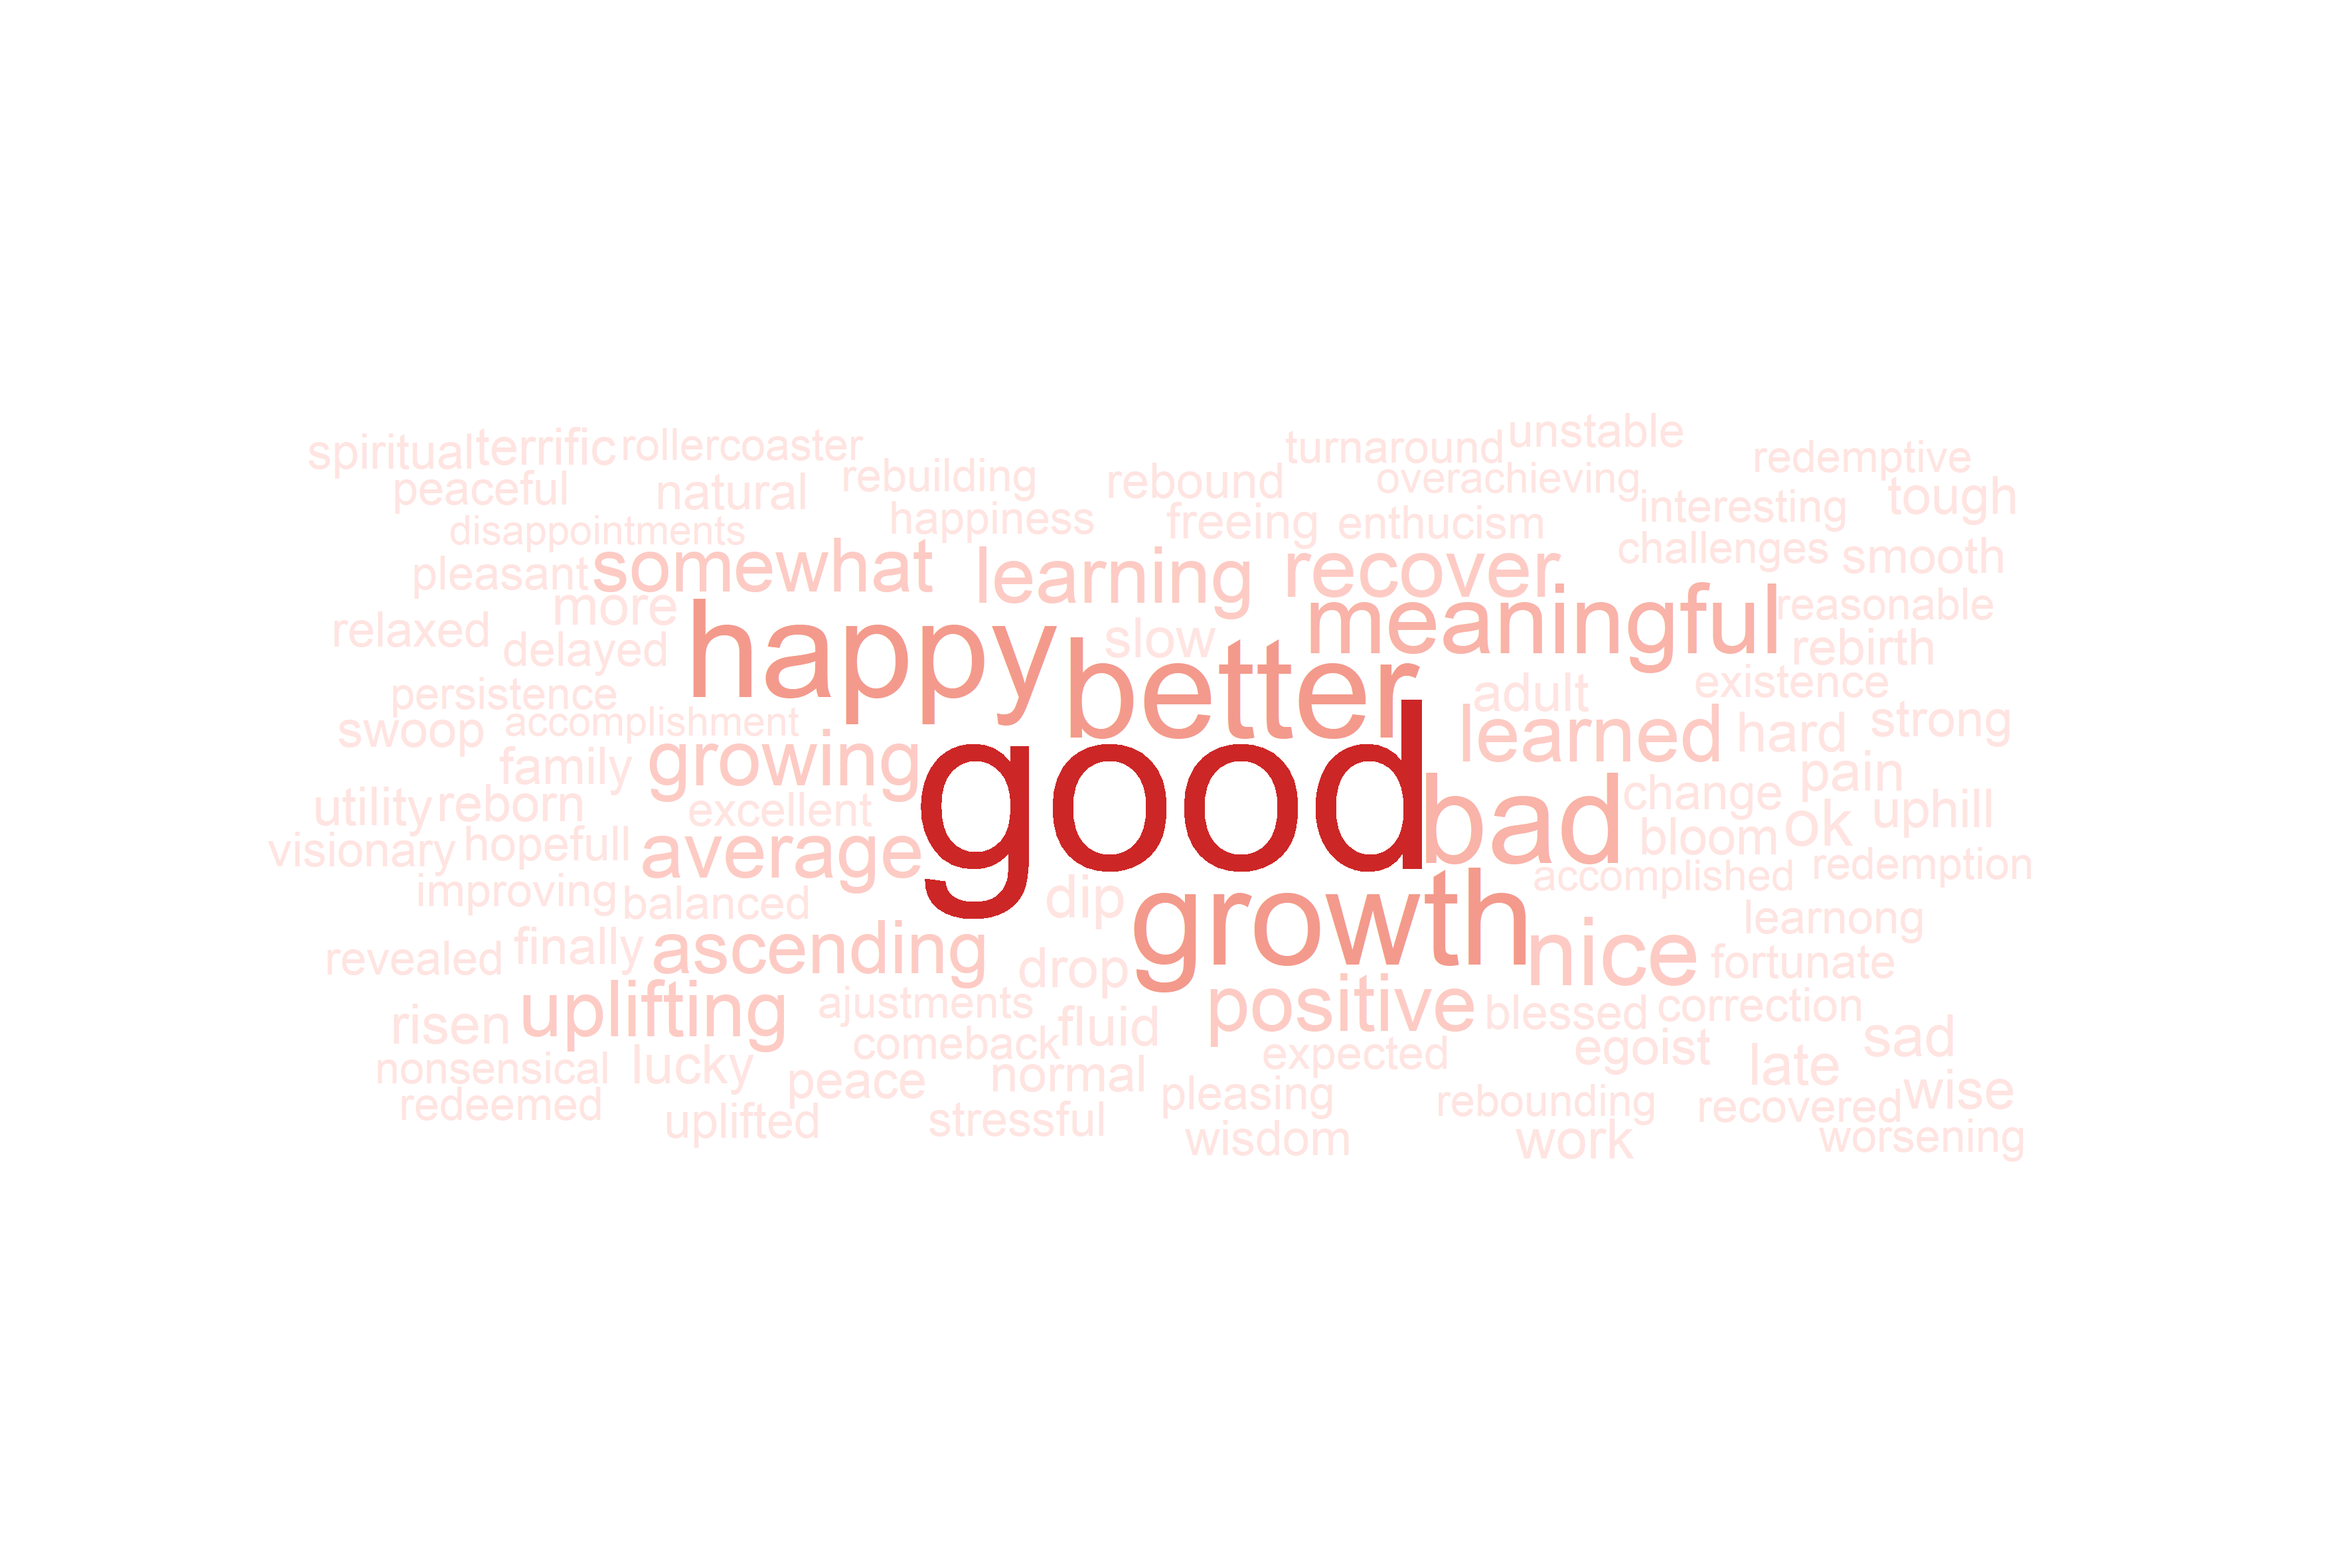 unstable
spiritual terrific rollercoaster turnaround redemptive
peaceful natural rebuilding rebound overachieving interesting tough
disappointments happiness freeing enthucism challenges smooth
pleasant somewhat learning recover
relaxed more delayed happy slow better meaningful reasonable rebirth
persistence adult existence
swoop accomplishment learned hard strong
family growing good pain
utility reborn excellent bad change ok uphill
visionary hopefull average bloom
improving balanced dip accomplished redemption
growth learnong
revealed finally ascending drop nice fortunate
risen uplifting ajustments fluid positive blessed correction
comeback expected egoist sad
nonsensical lucky peace normal late
redeemed pleasing rebounding recovered wise
uplifted stressful wisdom work worsening